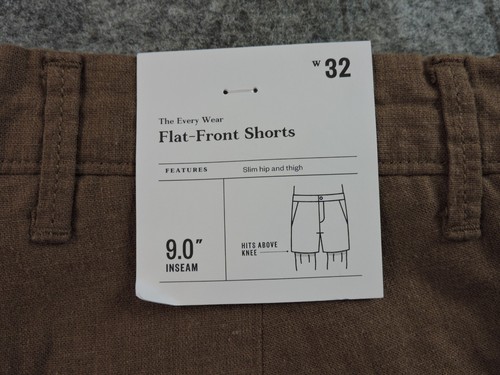 W 32
The Every Wear
Flat-Front Shorts
FEATURES Slim hip and thigh
9.0"
INSEAM
HITS ABOVE
KNEE